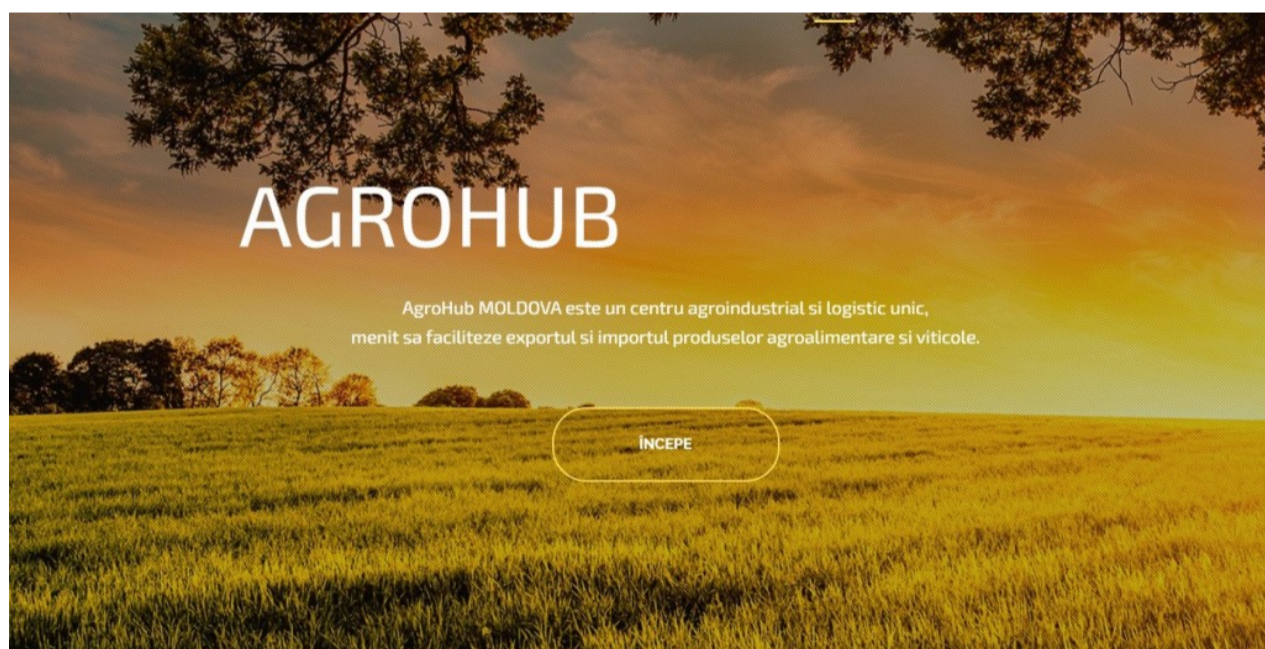 AGROHUB
AgroHub MOLDOVA este un centru agroindustrial si logistic unic,
menit sa faciliteze exportul si importul produselor agroalimentare si viticole.
ÎNCEPE